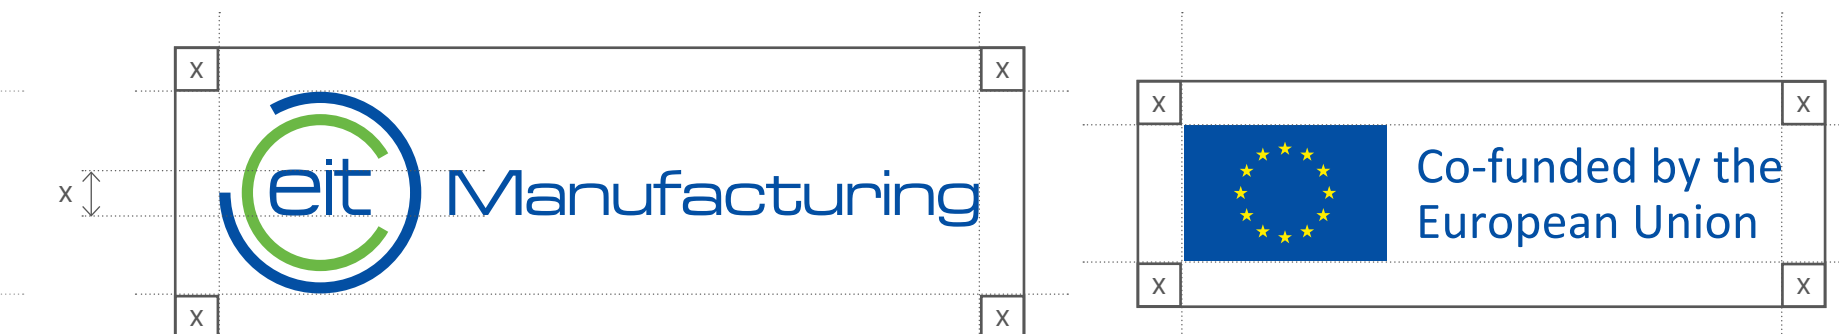 x x
x x
x eit Manufacturing
Co-funded by the
European Union
x x
x x